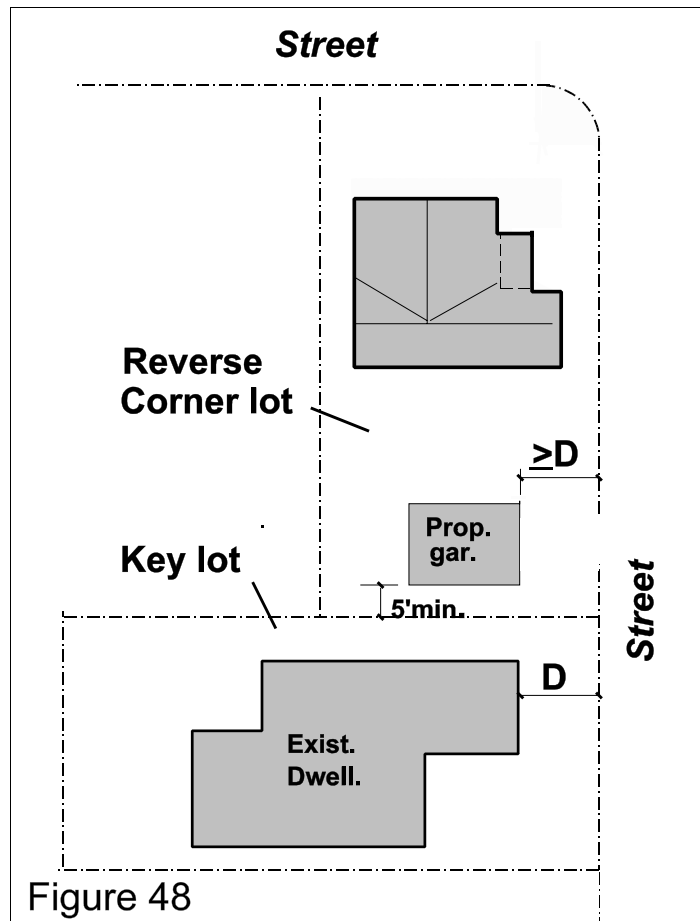 Street
Reverse
Corner lot
≥D
Prop.
gar.
Key lot
5'min.
Street
D
Exist.
Dwell.
Figure 48